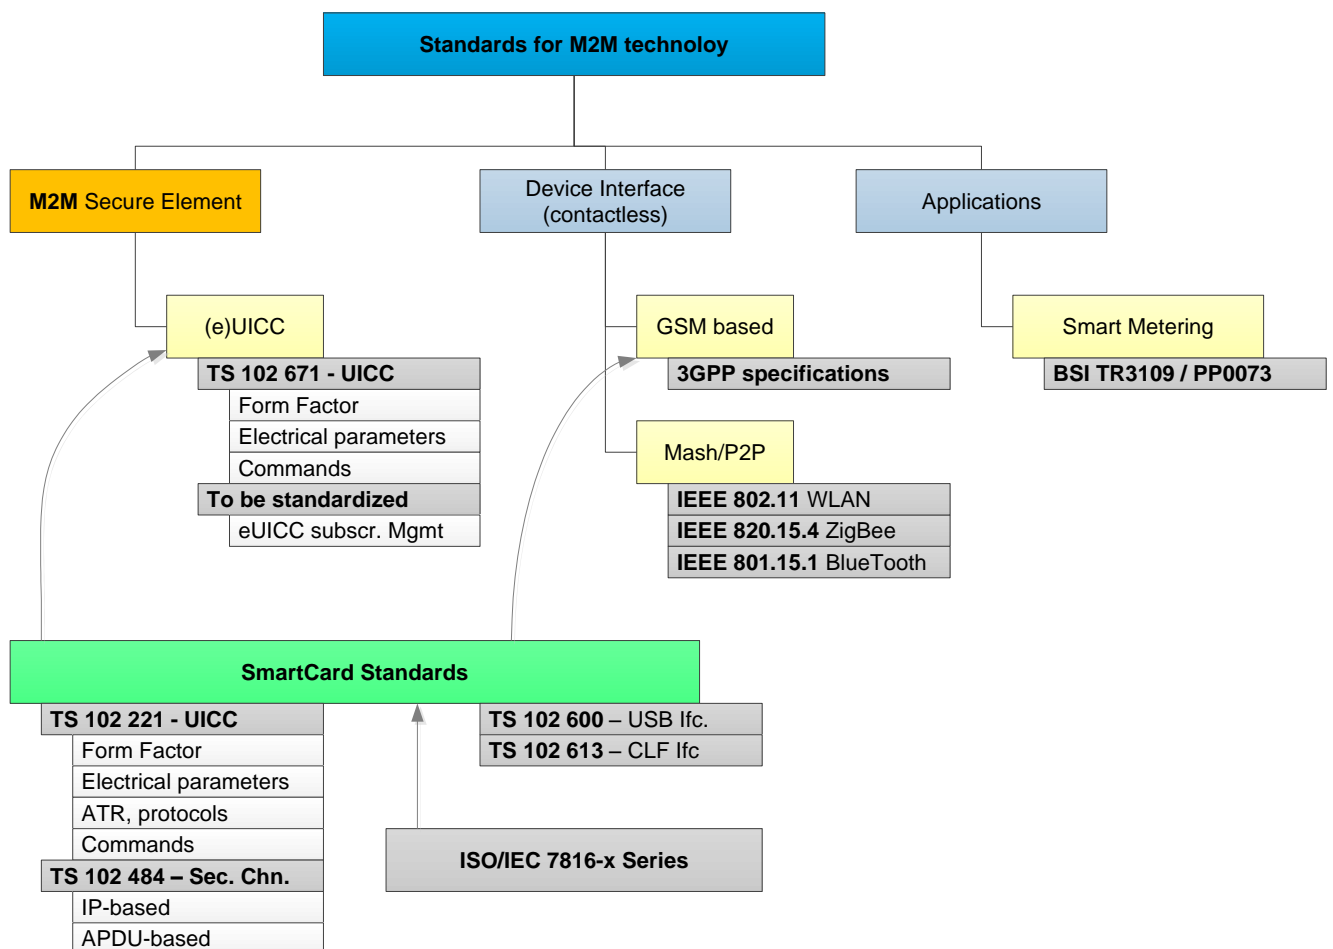 Standards for M2M technoloy
M2M Secure Element
Device Interface
(contactless)
Applications
(e)UICC
TS 102 671 - UICC
Form Factor
Electrical parameters
Commands
To be standardized
eUICC subscr. Mgmt
GSM based
3GPP specifications
Mash/P2P
IEEE 802.11 WLAN
IEEE 820.15.4 ZigBee
IEEE 801.15.1 BlueTooth
Smart Metering
BSI TR3109 / PP0073
SmartCard Standards
TS 102 221 - UICC
Form Factor
Electrical parameters
ATR, protocols
Commands
TS 102 484 – Sec. Chn.
IP-based
APDU-based
TS 102 600 – USB Ifc.
TS 102 613 – CLF Ifc
ISO/IEC 7816-x Series